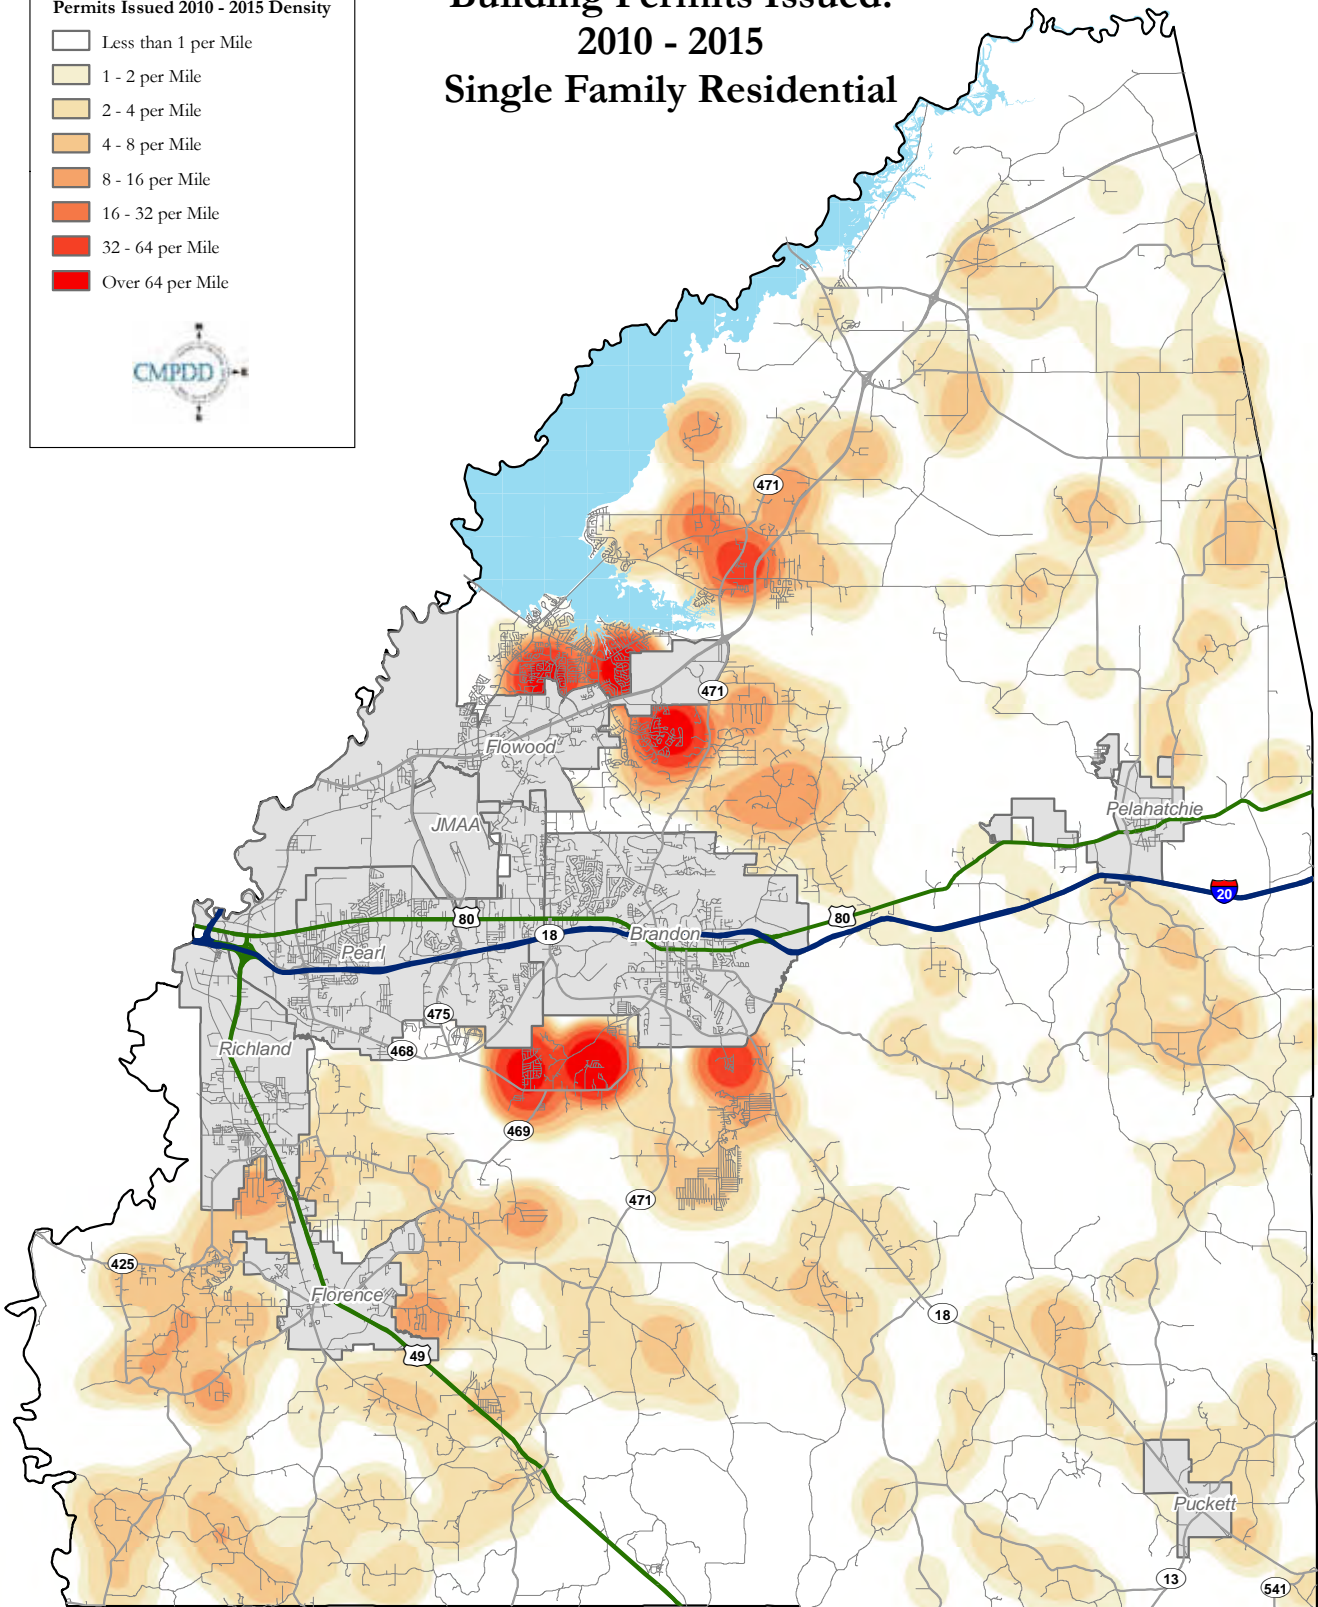 Permits Issued 2010 - 2015 Density
Less than 1 per Mile
1 - 2 per Mile
2 - 4 per Mile
4 - 8 per Mile
8 - 16 per Mile
16 - 32 per Mile
32 - 64 per Mile
Over 64 per Mile
CMPDD
Building Permits Issued:
2010 - 2015
Single Family Residential
471
471
Flowood
JMAA
Pelahatchie
20
80
80
18
Brandon
Pearl
475
468
Richland
469
471
425
Florence
18
49
Puckett
13
541